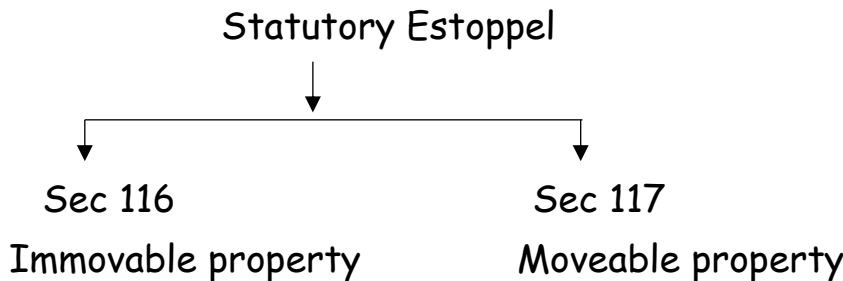 Statutory Estoppel
Sec 116
Sec 117
Immovable property
Moveable property